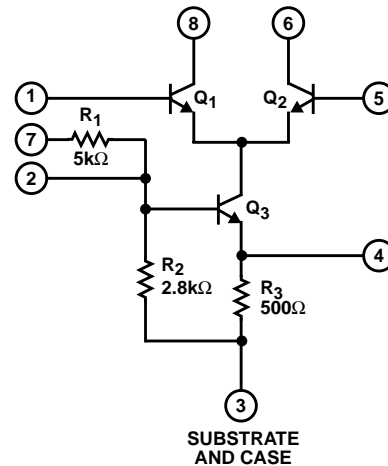 8
6
1
Q1
Q2
5
R1
7
5kΩ
2
Q3
4
R2
2.8kΩ
R3
500Ω
3
SUBSTRATE
AND CASE